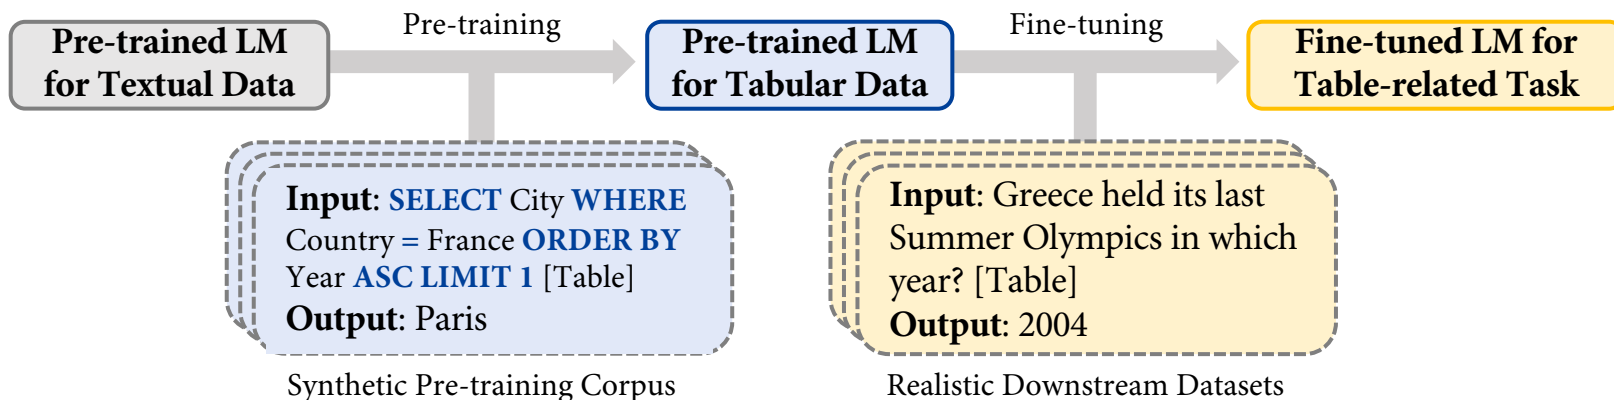 Pre-trained LM
for Textual Data
Pre-training
Pre-trained LM
for Tabular Data
Fine-tuning
Fine-tuned LM for
Table-related Task
Input: SELECT City WHERE
Country = France ORDER BY
Year ASC LIMIT 1 [Table]
Output: Paris
Synthetic Pre-training Corpus
Input: Greece held its last
Summer Olympics in which
year? [Table]
Output: 2004
Realistic Downstream Datasets